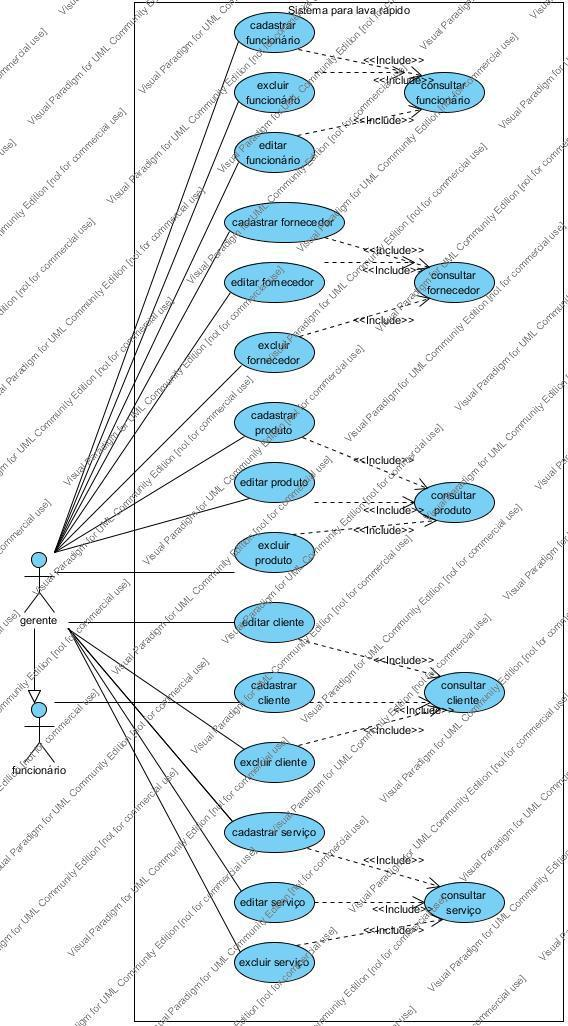 Sistema para lava rápido
cadastrar
funcionário
<<Include>>
excluir
funcionário
<<Include>>
consultar
funcionário
editar
funcionário
<<Include>>
cadastrar fornecedor
<<Include>>
editar fornecedor
<<Include>>
consultar
fornecedor
<<Include>>
excluir
fornecedor
cadastrar
produto
<<Include>>
editar produto
consultar
produto
<<Include>>
<<Include>>
excluir
produto
gerente
editar cliente
<<Include>>
cadastrar
cliente
consultar
cliente
<<Include>>
<<Include>>
excluir cliente
funcionário
cadastrar serviço
<<Include>>
editar serviço
<<Include>>
consultar
serviço
<<Include>>
excluir serviço
Visual Paradigm for UML Community Edition [not for commercial use]